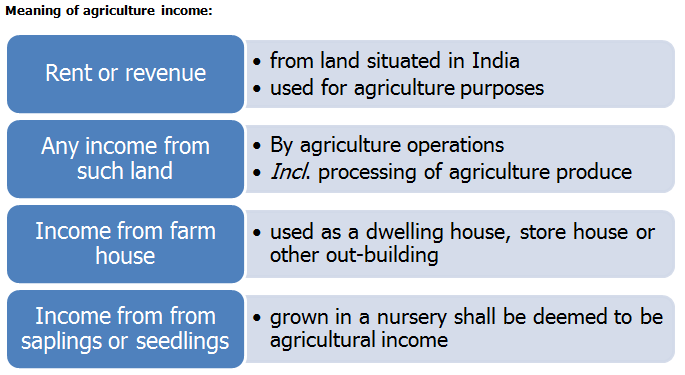 Meaning of agriculture income:
Rent or revenue
• from land situated in India
• used for agriculture purposes
Any income from
such land
• By agriculture operations
• Incl. processing of agriculture produce
Income from farm
house
• used as a dwelling house, store house or
other out-building
Income from from
saplings or seedlings
• grown in a nursery shall be deemed to be
agricultural income